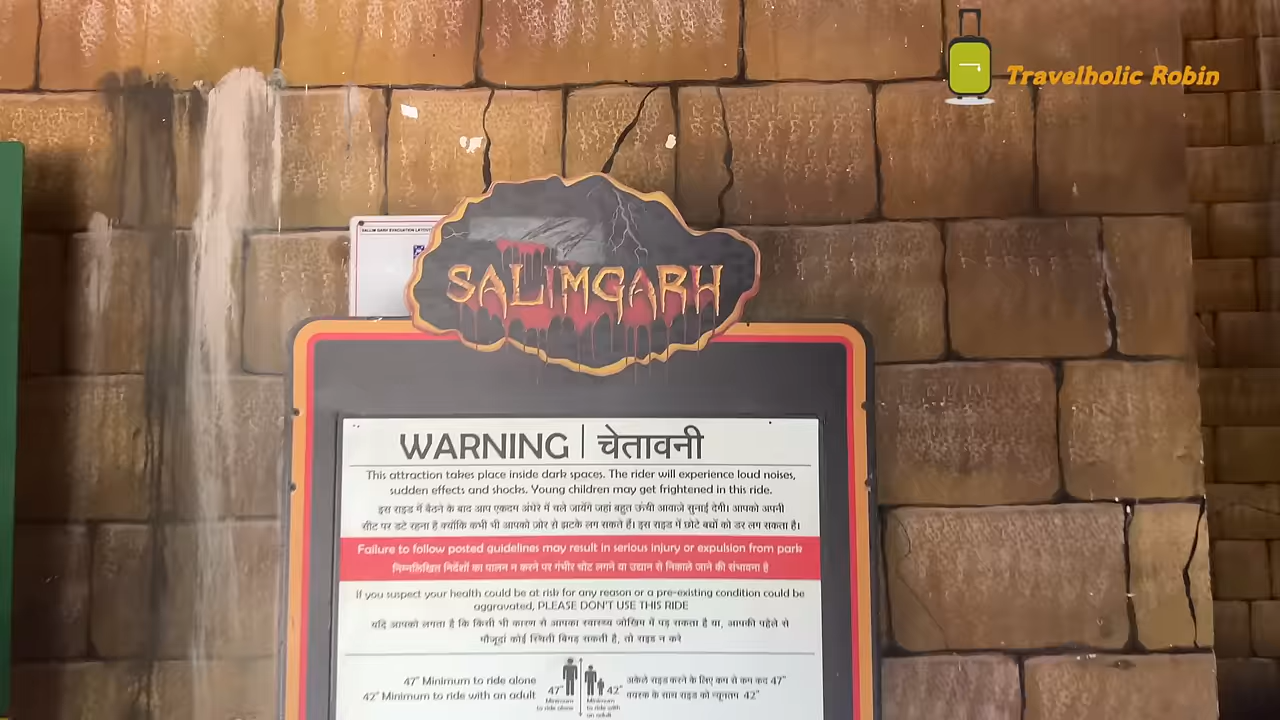 Travelholic Robin
SALIM GARH EVACUATION LAYOUT
SALIMGARH
WARNING | चेतावनी
This attraction takes place inside dark spaces. The rider will experience loud noises,
sudden effects and shocks. Young children may get frightened in this ride.
इस राइड में बैठने के बाद आप एकदम अंधेरे में चले जायेंगे जहां बहुत ऊंची आवाजे सुनाई देगी। आपको अपनी
सीट पर डटे रहना है क्योंकि कभी भी आपको जोर से झटके लग सकते हैं। इस राइड में छोटे बच्चों को डर लग सकता है।
Failure to follow posted guidelines may result in serious injury or expulsion from park
निम्नलिखित निर्देशों का पालन न करने पर गंभीर चोट लगने या उद्यान से निकाले जाने की संभावना है
If you suspect your health could be at risk for any reason or a pre-existing condition could be
aggravated, PLEASE DON'T USE THIS RIDE
यदि आपको लगता है कि किसी भी कारण से आपका स्वास्थ्य जोखिम में पड़ सकता है या, आपकी पहेले से
मौजूदा कोई स्थिती बिगड़ सकती है, तो राइड न करे
47" Minimum to ride alone
42" Minimum to ride with an adult
47"
Minimum
to ride alone
42"
Minimum
to ride with
an adult
अकेले राइड करने के लिए कम से कम कद 47"
वयस्क के साथ राइड को न्यूनतम 42"